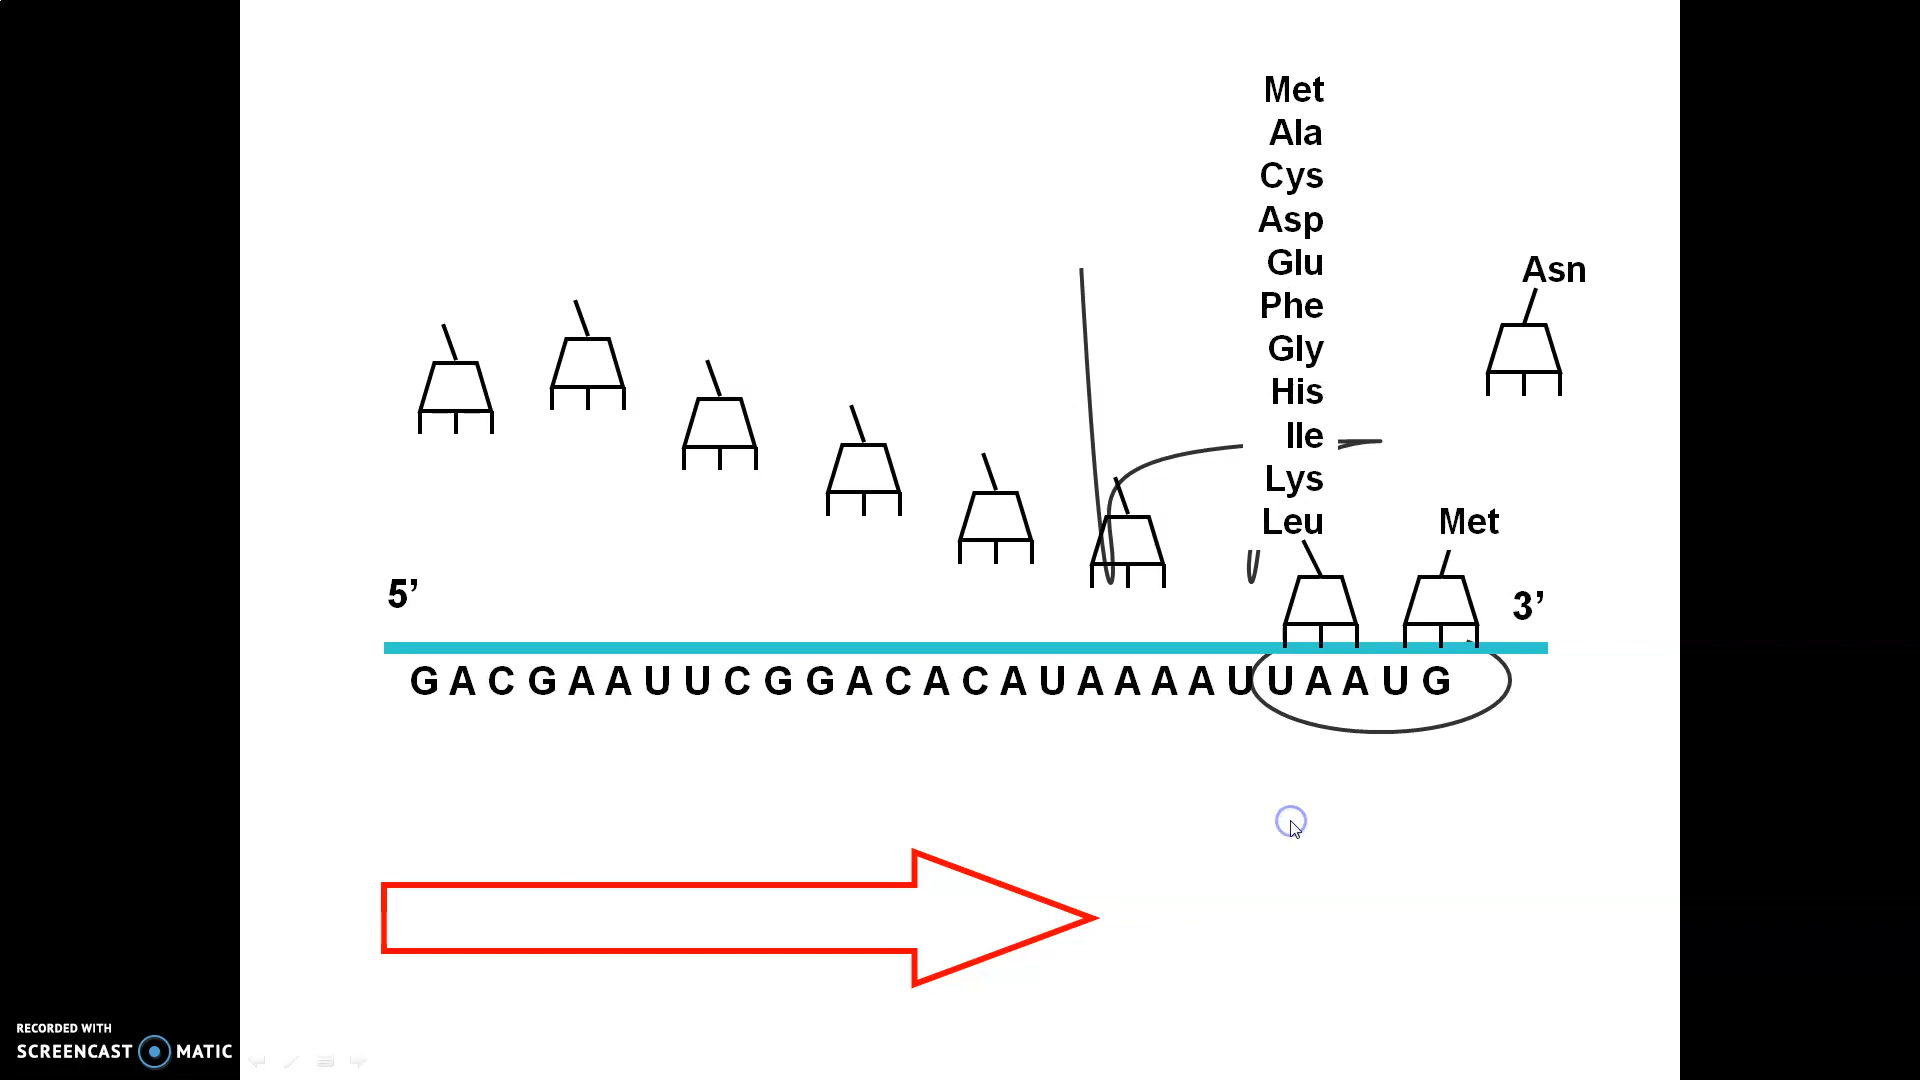 Met
Ala
Cys
Asp
Glu
Asn
Phe
Gly
His
Ile
Lys
Leu
Met
5’
3’
G A C G A A U U C G G A C A C A U A A A A U U A A U G
RECORDED WITH
SCREENCAST MATIC